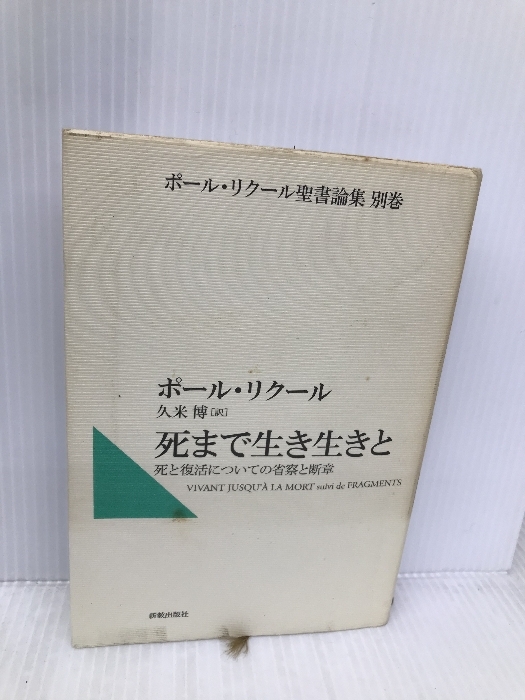 ポール・リクール聖書論集 別巻
ポール・リクール
久米 博［訳］
死まで生き生きと
死と復活についての省察と断章
VIVANT JUSQU'À LA MORT suivi de FRAGMENTS
新教出版社